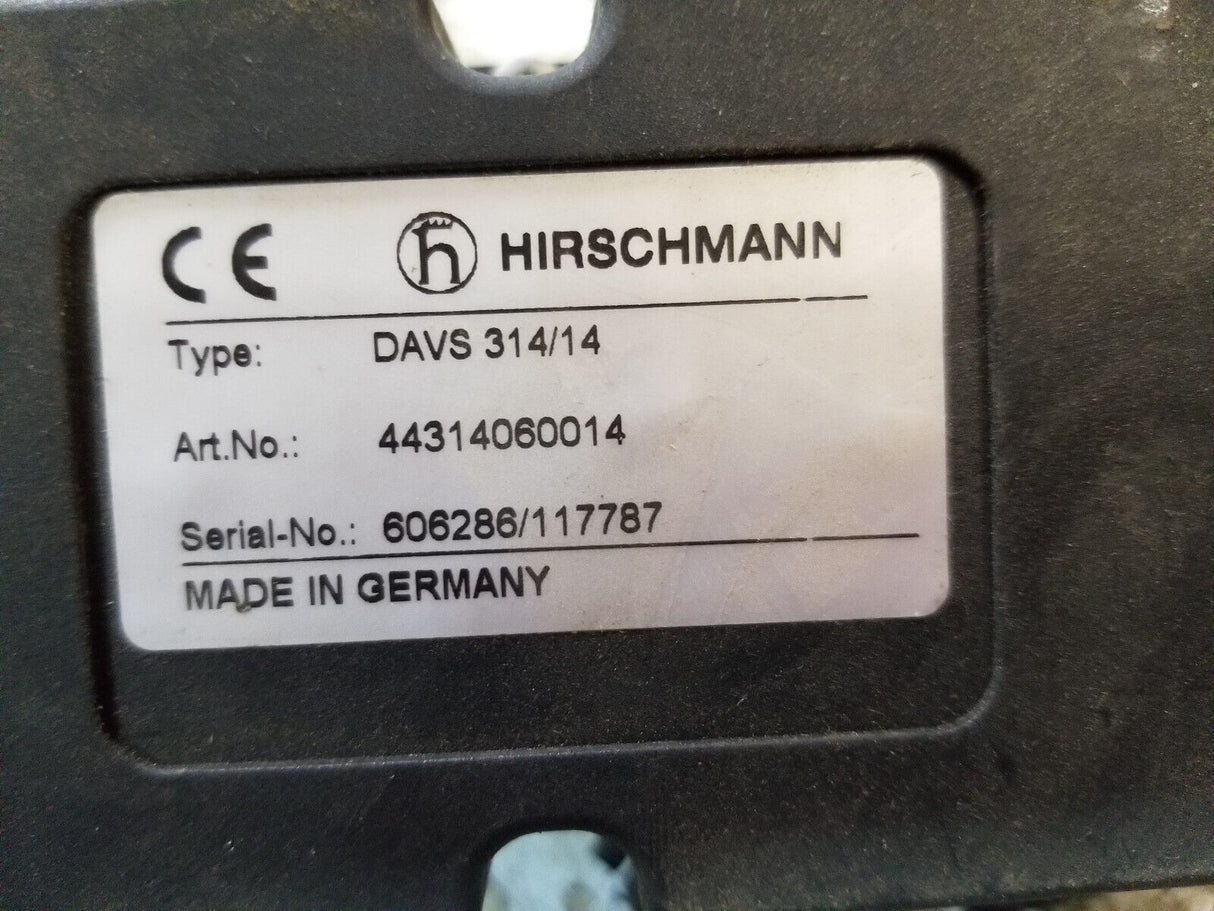 CE HIRSCHMANN
Type: DAVS 314/14
Art.No.: 44314060014
Serial-No.: 606286/117787
MADE IN GERMANY